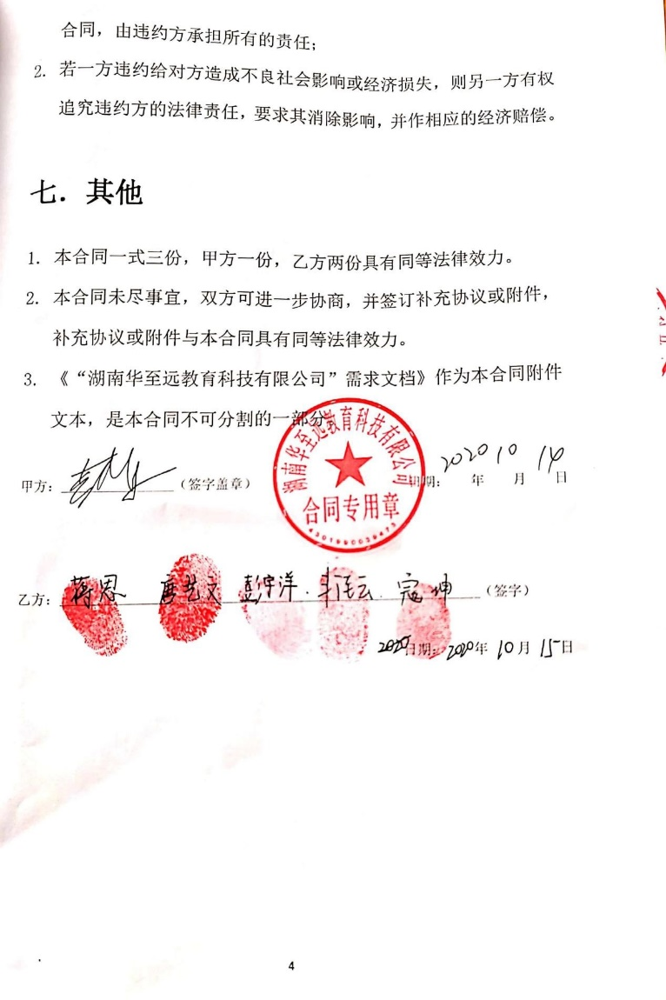 合同，由违约方承担所有的责任；
2. 若一方违约给对方造成不良社会影响或经济损失，则另一方有权
追究违约方的法律责任，要求其消除影响，并作相应的经济赔偿。
七．其他
1. 本合同一式三份，甲方一份，乙方两份具有同等法律效力。
2. 本合同未尽事宜，双方可进一步协商，并签订补充协议或附件，
补充协议或附件与本合同具有同等法律效力。
3. 《“湖南华至远教育科技有限公司”需求文档》作为本合同附件
文本，是本合同不可分割的一部分。
湖南华至远教育科技有限公司
合同专用章
甲方： （签字盖章） 日期： 2020 年 10 月 14 日
乙方： 蒋恩 唐艺文 彭宇洋 寇坤 （签字）
2020 日期： 2020年 10月 15日
4